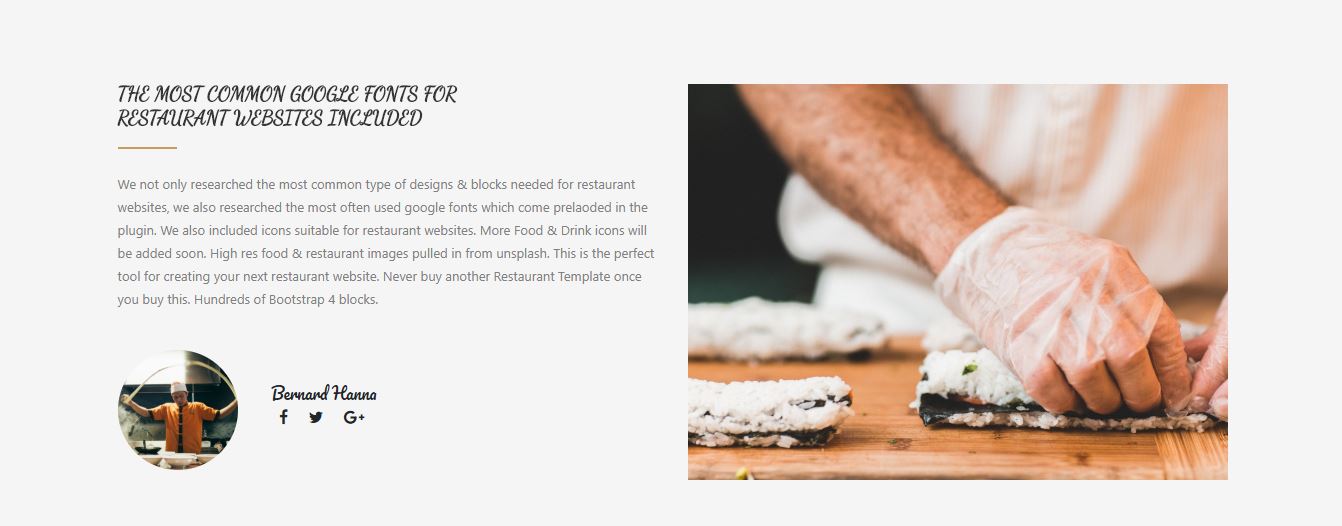 THE MOST COMMON GOOGLE FONTS FOR
RESTAURANT WEBSITES INCLUDED
We not only researched the most common type of designs & blocks needed for restaurant
websites, we also researched the most often used google fonts which come prelaoded in the
plugin. We also included icons suitable for restaurant websites. More Food & Drink icons will
be added soon. High res food & restaurant images pulled in from unsplash. This is the perfect
tool for creating your next restaurant website. Never buy another Restaurant Template once
you buy this. Hundreds of Bootstrap 4 blocks.
Bernard Hanna